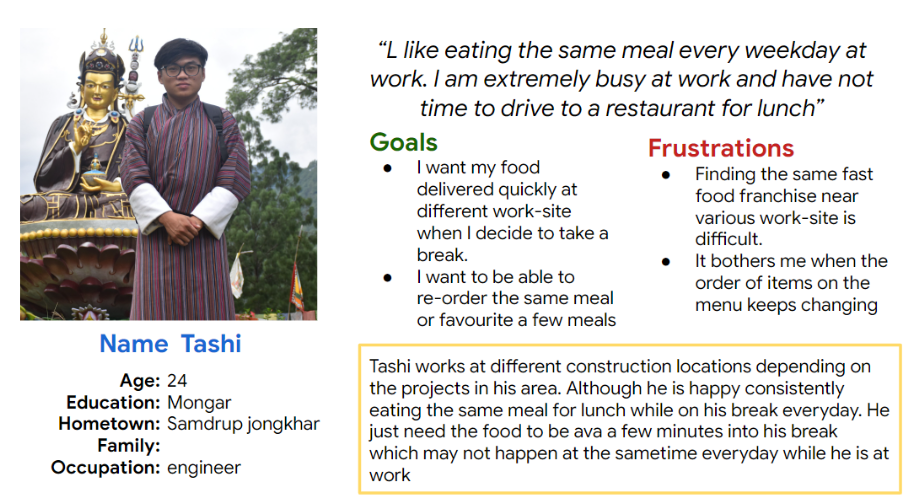 “L like eating the same meal every weekday at
work. I am extremely busy at work and have not
time to drive to a restaurant for lunch”
Goals
● I want my food
delivered quickly at
different work-site
when I decide to take a
break.
● I want to be able to
re-order the same meal
or favourite a few meals
Frustrations
● Finding the same fast
food franchise near
various work-site is
difficult.
● It bothers me when the
order of items on the
menu keeps changing
Name Tashi
Age: 24
Education: Mongar
Hometown: Samdrup jongkhar
Family:
Occupation: engineer
Tashi works at different construction locations depending on
the projects in his area. Although he is happy consistently
eating the same meal for lunch while on his break everyday. He
just need the food to be ava a few minutes into his break
which may not happen at the sametime everyday while he is at
work